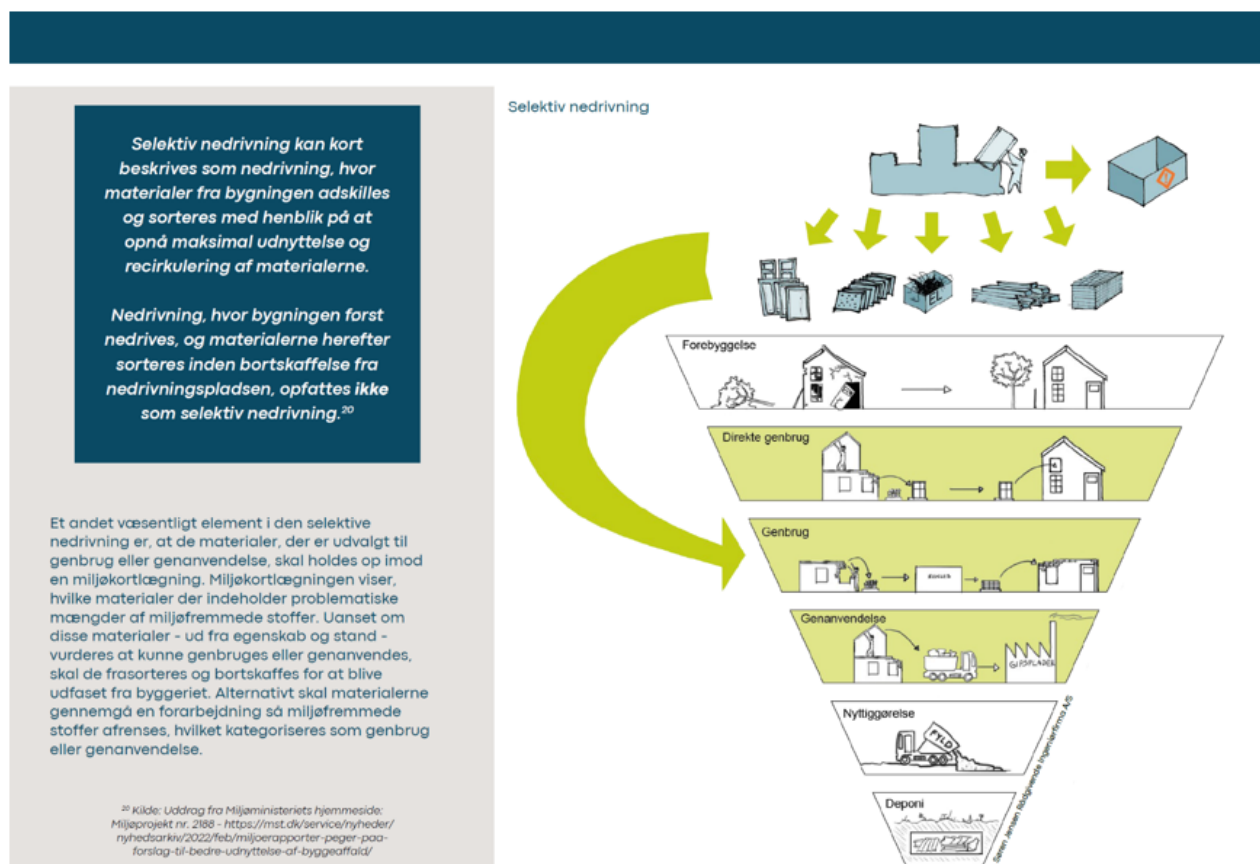 Selektiv nedrivning kan kort
beskrives som nedrivning, hvor
materialer fra bygningen adskilles
og sorteres med henblik på at
opnå maksimal udnyttelse og
recirkulering af materialerne.
Nedrivning, hvor bygningen først
nedrives, og materialerne herefter
sorteres inden bortskaffelse fra
nedrivningspladsen, opfattes ikke
som selektiv nedrivning.²⁰
Et andet væsentligt element i den selektive
nedrivning er, at de materialer, der er udvalgt til
genbrug eller genanvendelse, skal holdes op imod
en miljøkortlægning. Miljøkortlægningen viser,
hvilke materialer der indeholder problematiske
mængder af miljøfremmede stoffer. Uanset om
disse materialer - ud fra egenskab og stand -
vurderes at kunne genbruges eller genanvendes,
skal de frasorteres og bortskaffes for at blive
udfaset fra byggeriet. Alternativt skal materialerne
gennemgå en forarbejdning så miljøfremmede
stoffer afrenses, hvilket kategoriseres som genbrug
eller genanvendelse.
²⁰ Kilde: Uddrag fra Miljøministeriets hjemmeside:
Miljøprojekt nr. 2188 - https://mst.dk/service/nyheder/
nyhedsarkiv/2022/feb/miljoerapporter-peger-paa-
forslag-til-bedre-udnyttelse-af-byggeaffald/
Selektiv nedrivning
EL
Forebyggelse
Direkte genbrug
Genbrug
Genanvendelse
GIPSPLADER
Nyttiggørelse
FYLD
Deponi
Søren Jensen Rådgivende Ingeniørfirma A/S